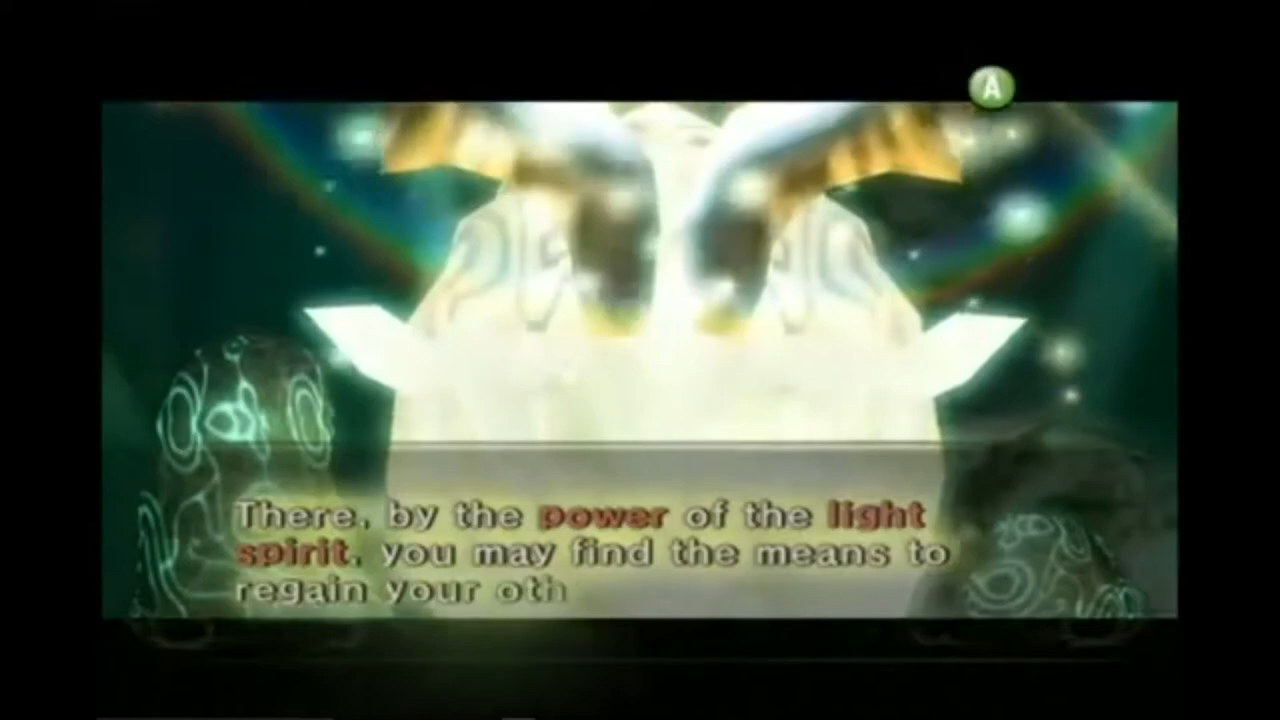 A
There, by the power of the light
spirit, you may find the means to
regain your oth